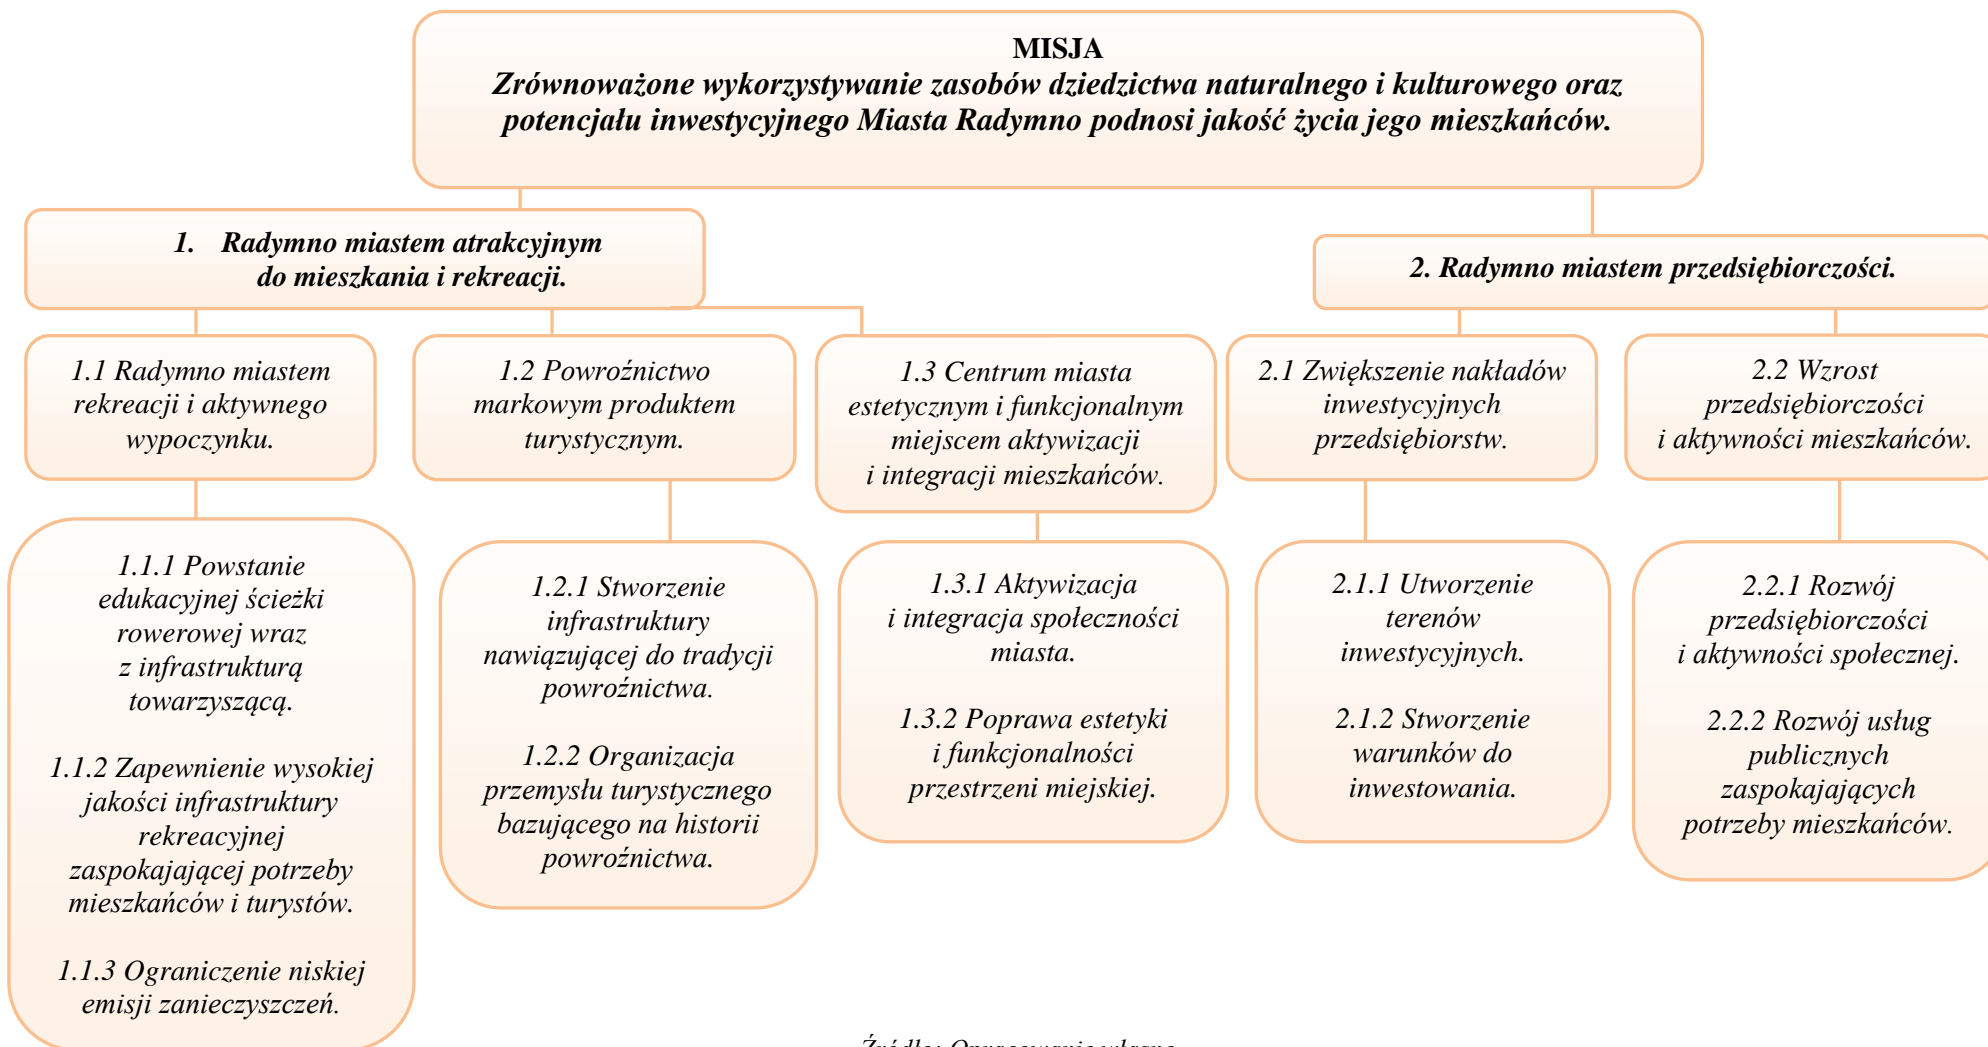 MISJA
Zrównoważone wykorzystywanie zasobów dziedzictwa naturalnego i kulturowego oraz
potencjału inwestycyjnego Miasta Radymno podnosi jakość życia jego mieszkańców.
1. Radymno miastem atrakcyjnym
do mieszkania i rekreacji.
2. Radymno miastem przedsiębiorczości.
1.1 Radymno miastem
rekreacji i aktywnego
wypoczynku.
1.2 Powroźnictwo
markowym produktem
turystycznym.
1.3 Centrum miasta
estetycznym i funkcjonalnym
miejscem aktywizacji
i integracji mieszkańców.
2.1 Zwiększenie nakładów
inwestycyjnych
przedsiębiorstw.
2.2 Wzrost
przedsiębiorczości
i aktywności mieszkańców.
1.1.1 Powstanie
edukacyjnej ścieżki
rowerowej wraz
z infrastrukturą
towarzyszącą.
1.1.2 Zapewnienie wysokiej
jakości infrastruktury
rekreacyjnej
zaspokajającej potrzeby
mieszkańców i turystów.
1.1.3 Ograniczenie niskiej
emisji zanieczyszczeń.
1.2.1 Stworzenie
infrastruktury
nawiązującej do tradycji
powroźnictwa.
1.2.2 Organizacja
przemysłu turystycznego
bazującego na historii
powroźnictwa.
1.3.1 Aktywizacja
i integracja społeczności
miasta.
1.3.2 Poprawa estetyki
i funkcjonalności
przestrzeni miejskiej.
2.1.1 Utworzenie
terenów
inwestycyjnych.
2.1.2 Stworzenie
warunków do
inwestowania.
2.2.1 Rozwój
przedsiębiorczości
i aktywności społecznej.
2.2.2 Rozwój usług
publicznych
zaspokajających
potrzeby mieszkańców.
Źródło: Opracowanie własne